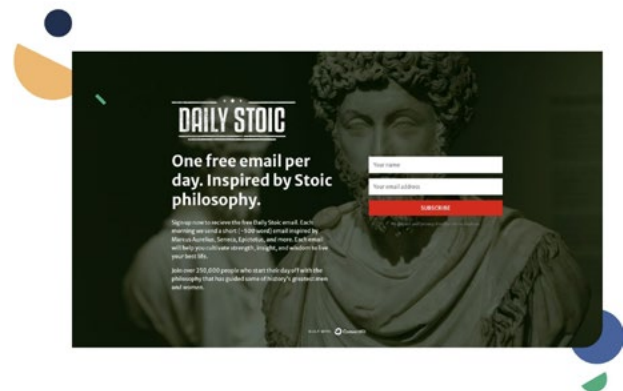 DAILY STOIC
One free email per
day. Inspired by Stoic
philosophy.
Sign up now to recieve the free Daily Stoic email. Each
morning we send a short (~500 word) email inspired by
Marcus Aurelius, Seneca, Epictetus, and more. Each email
will help you cultivate strength, insight, and wisdom to live
your best life.
Join over 250,000 people who start their day off with the
philosophy that has guided some of history's greatest men
and women.
Your name
Your email address
SUBSCRIBE
BUILT WITH ConvertKit